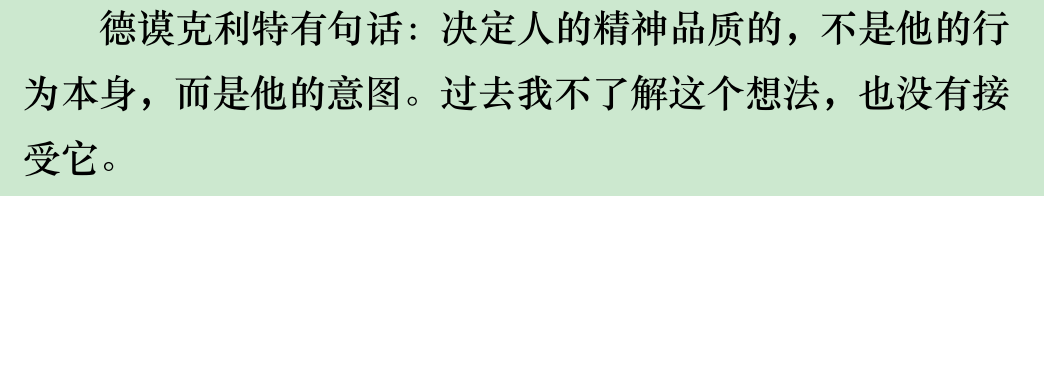 德谟克利特有句话：决定人的精神品质的，不是他的行
为本身，而是他的意图。过去我不了解这个想法，也没有接
受它。